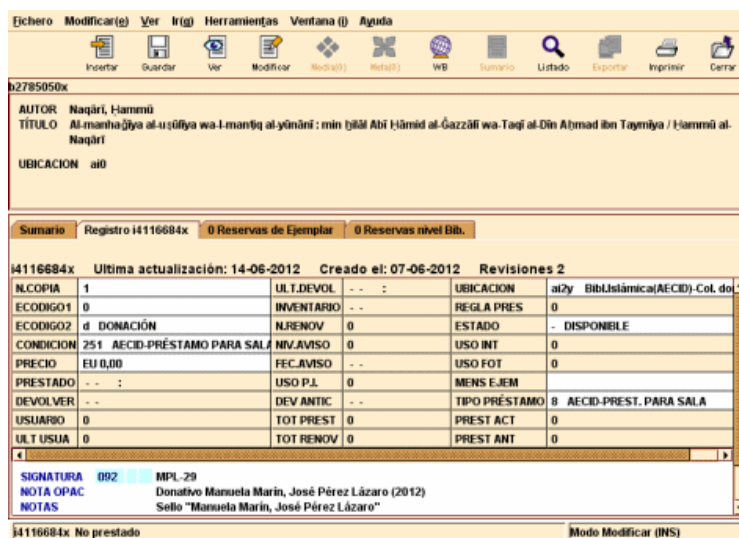 Fichero Modificar(e) Ver Ir(g) Herramientas Ventana (j) Ayuda
Insertar Guardar Ver Modificar Media(0) Meta(0) WB Sumario Listado Exportar Imprimir Cerrar
b2785050x
AUTOR Naqārī, Ḥammū
TÍTULO Al-manhaǧīya al-uṣūlīya wa-l-mantiq al-yūnānī : min ḫilāl Abī Ḥāmid al-Ġazzālī wa-Taqī al-Dīn Aḥmad ibn Taymīya / Ḥammū al-
Naqārī
UBICACION ai0
Sumario Registro i4116684x 0 Reservas de Ejemplar 0 Reservas nivel Bib.
i4116684x Ultima actualización: 14-06-2012 Creado el: 07-06-2012 Revisiones 2
N.COPIA 1 ULT.DEVOL - - : UBICACION ai2y Bibl.Islámica(AECID)-Col. do
ECODIGO1 0 INVENTARIO - - REGLA PRES 0
ECODIGO2 d DONACIÓN N.RENOV 0 ESTADO - DISPONIBLE
CONDICION 251 AECID-PRÉSTAMO PARA SALA NIV.AVISO 0 USO INT 0
PRECIO EU 0,00 FEC.AVISO - - USO FOT 0
PRESTADO - - : USO P.I. 0 MENS EJEM
DEVOLVER - - DEV ANTIC - - TIPO PRÉSTAMO 8 AECID-PREST. PARA SALA
USUARIO 0 TOT PREST 0 PREST ACT 0
ULT USUA 0 TOT RENOV 0 PREST ANT 0
SIGNATURA 092 MPL-29
NOTA OPAC Donativo Manuela Marín, José Pérez Lázaro (2012)
NOTAS Sello "Manuela Marín, José Pérez Lázaro"
i4116684x No prestado Modo Modificar (INS)